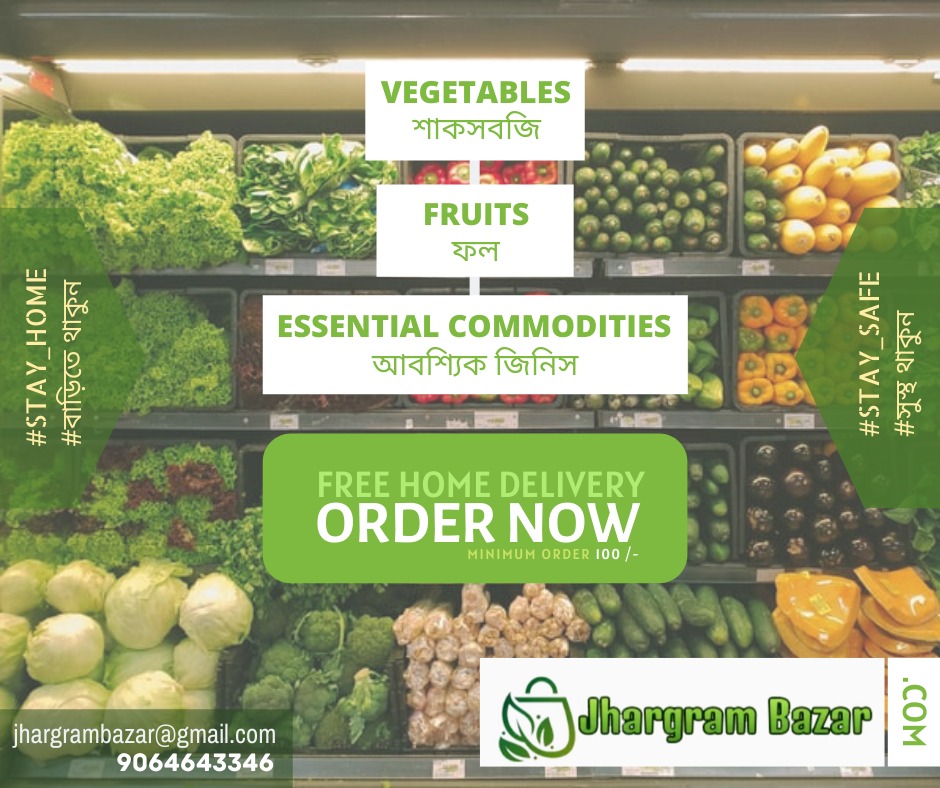 VEGETABLES
শাকসবজি
FRUITS
ফল
ESSENTIAL COMMODITIES
আবশ্যিক জিনিস
#STAY_HOME
#বাড়িতে থাকুন
#STAY_SAFE
#সুস্থ থাকুন
FREE HOME DELIVERY
ORDER NOW
MINIMUM ORDER 100 /-
Jhargram Bazar
.COM
jhargrambazar@gmail.com
9064643346